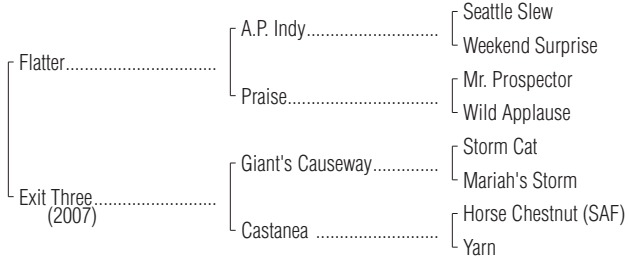 Seattle Slew
A.P. Indy
Weekend Surprise
Flatter
Mr. Prospector
Praise
Wild Applause
Storm Cat
Giant's Causeway
Mariah's Storm
Exit Three
(2007)
Horse Chestnut (SAF)
Castanea
Yarn